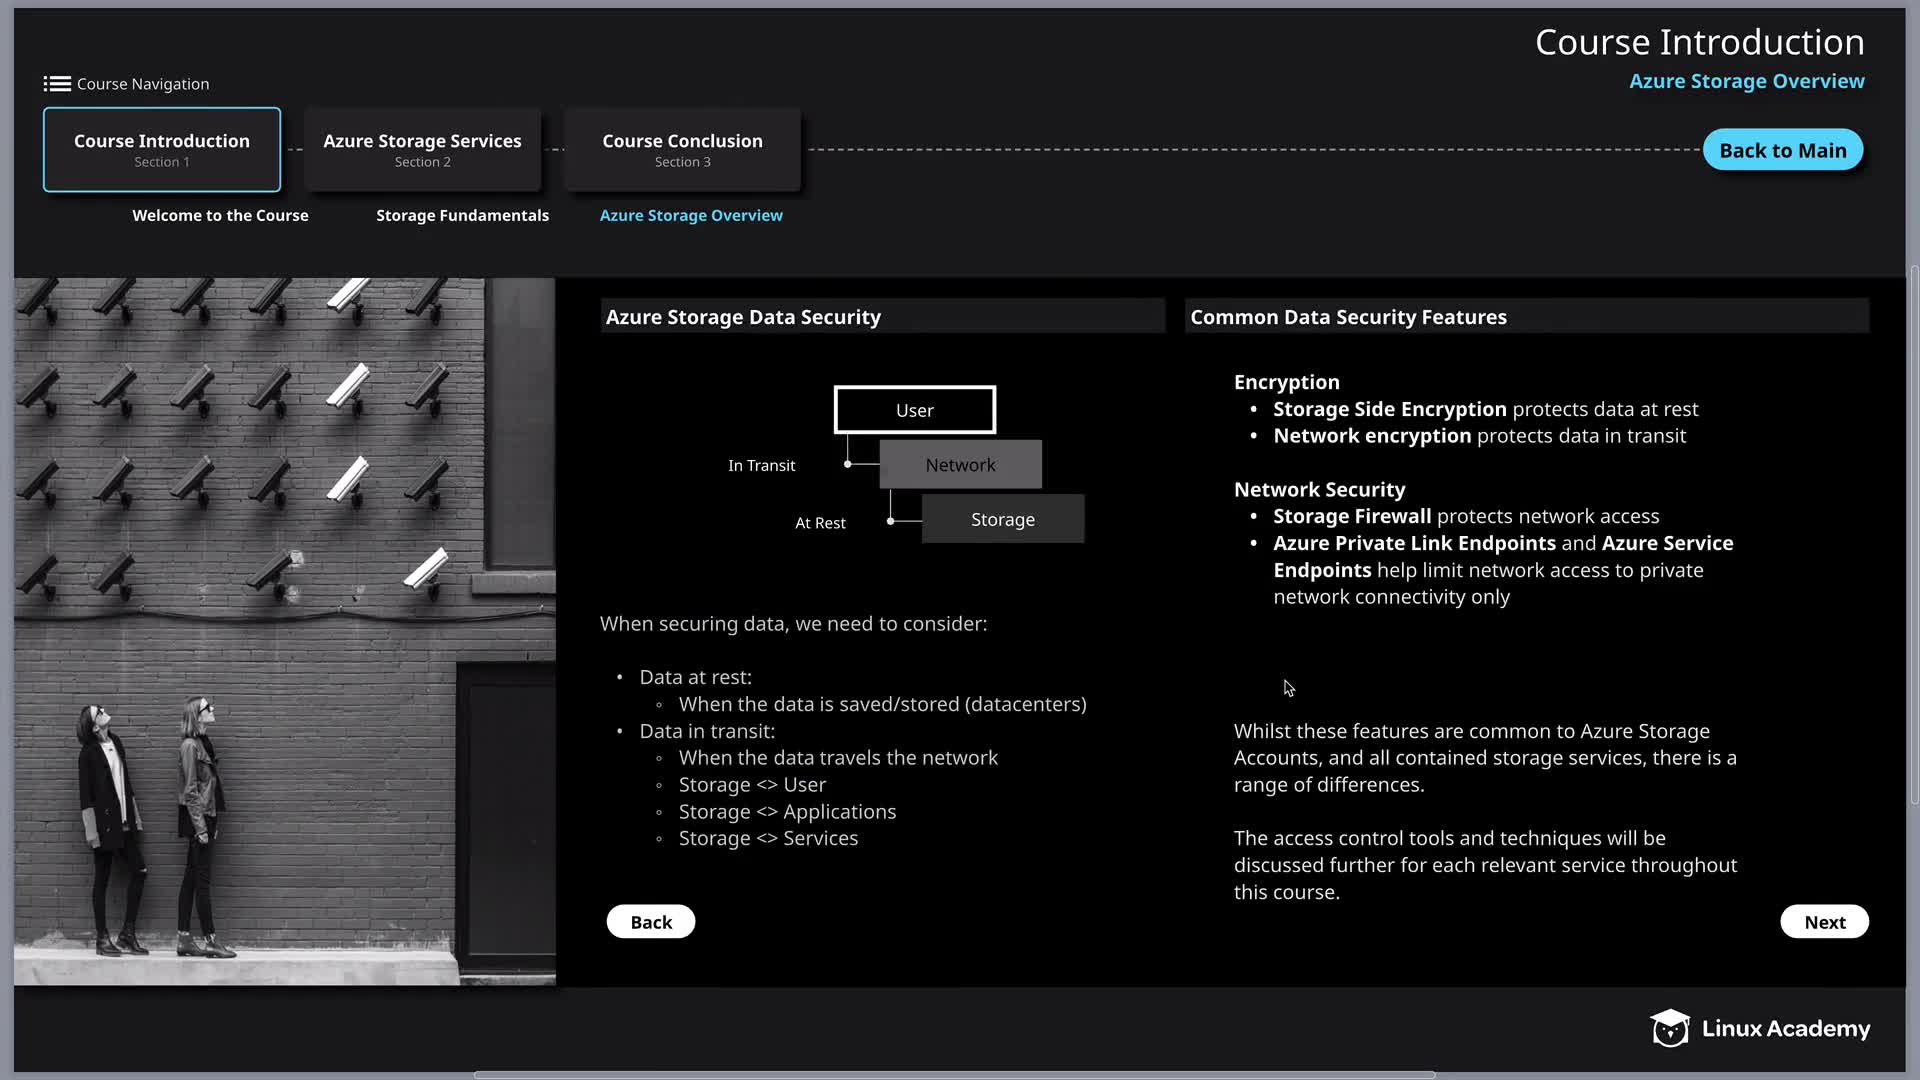 Course Introduction
Azure Storage Overview
Course Navigation
Course Introduction
Section 1
Azure Storage Services
Section 2
Course Conclusion
Section 3
Back to Main
Welcome to the Course
Storage Fundamentals
Azure Storage Overview
Azure Storage Data Security
User
In Transit
Network
At Rest
Storage
When securing data, we need to consider:
• Data at rest:
◦ When the data is saved/stored (datacenters)
• Data in transit:
◦ When the data travels the network
◦ Storage <> User
◦ Storage <> Applications
◦ Storage <> Services
Back
Common Data Security Features
Encryption
• Storage Side Encryption protects data at rest
• Network encryption protects data in transit
Network Security
• Storage Firewall protects network access
• Azure Private Link Endpoints and Azure Service
Endpoints help limit network access to private
network connectivity only
Whilst these features are common to Azure Storage
Accounts, and all contained storage services, there is a
range of differences.
The access control tools and techniques will be
discussed further for each relevant service throughout
this course.
Next
Linux Academy